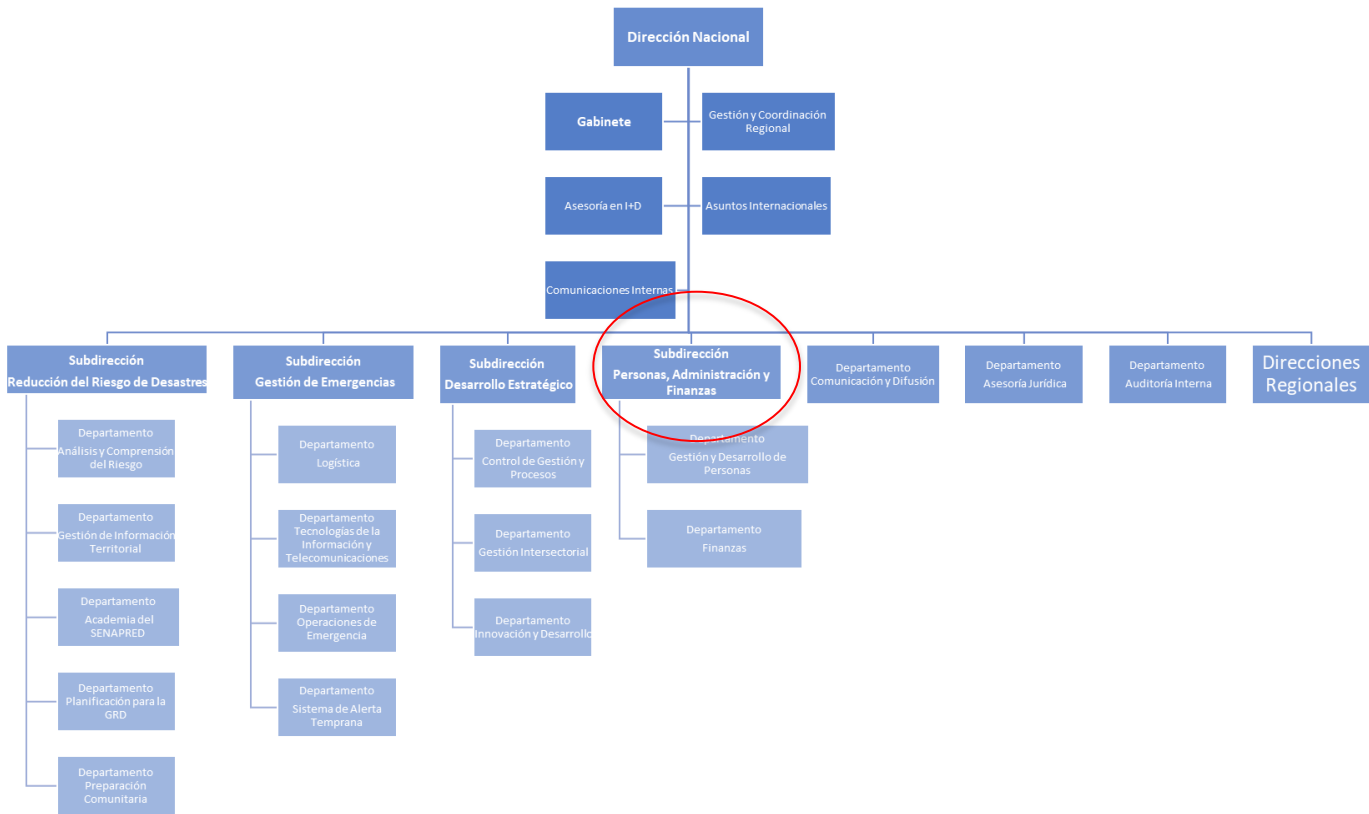 Dirección Nacional
Gabinete
Gestión y Coordinación
Regional
Asesoría en I+D
Asuntos Internacionales
Comunicaciones Internas
Subdirección
Reducción del Riesgo de Desastres
Departamento
Análisis y Comprensión
del Riesgo
Departamento
Gestión de Información
Territorial
Departamento
Academia del
SENAPRED
Departamento
Planificación para la
GRD
Departamento
Preparación
Comunitaria
Subdirección
Gestión de Emergencias
Departamento
Logística
Departamento
Tecnologías de la
Información y
Telecomunicaciones
Departamento
Operaciones de
Emergencia
Departamento
Sistema de Alerta
Temprana
Subdirección
Desarrollo Estratégico
Departamento
Control de Gestión y
Procesos
Departamento
Gestión Intersectorial
Departamento
Innovación y Desarrollo
Subdirección
Personas, Administración y
Finanzas
Departamento
Gestión y Desarrollo de
Personas
Departamento
Finanzas
Departamento
Comunicación y Difusión
Departamento
Asesoría Jurídica
Departamento
Auditoría Interna
Direcciones
Regionales